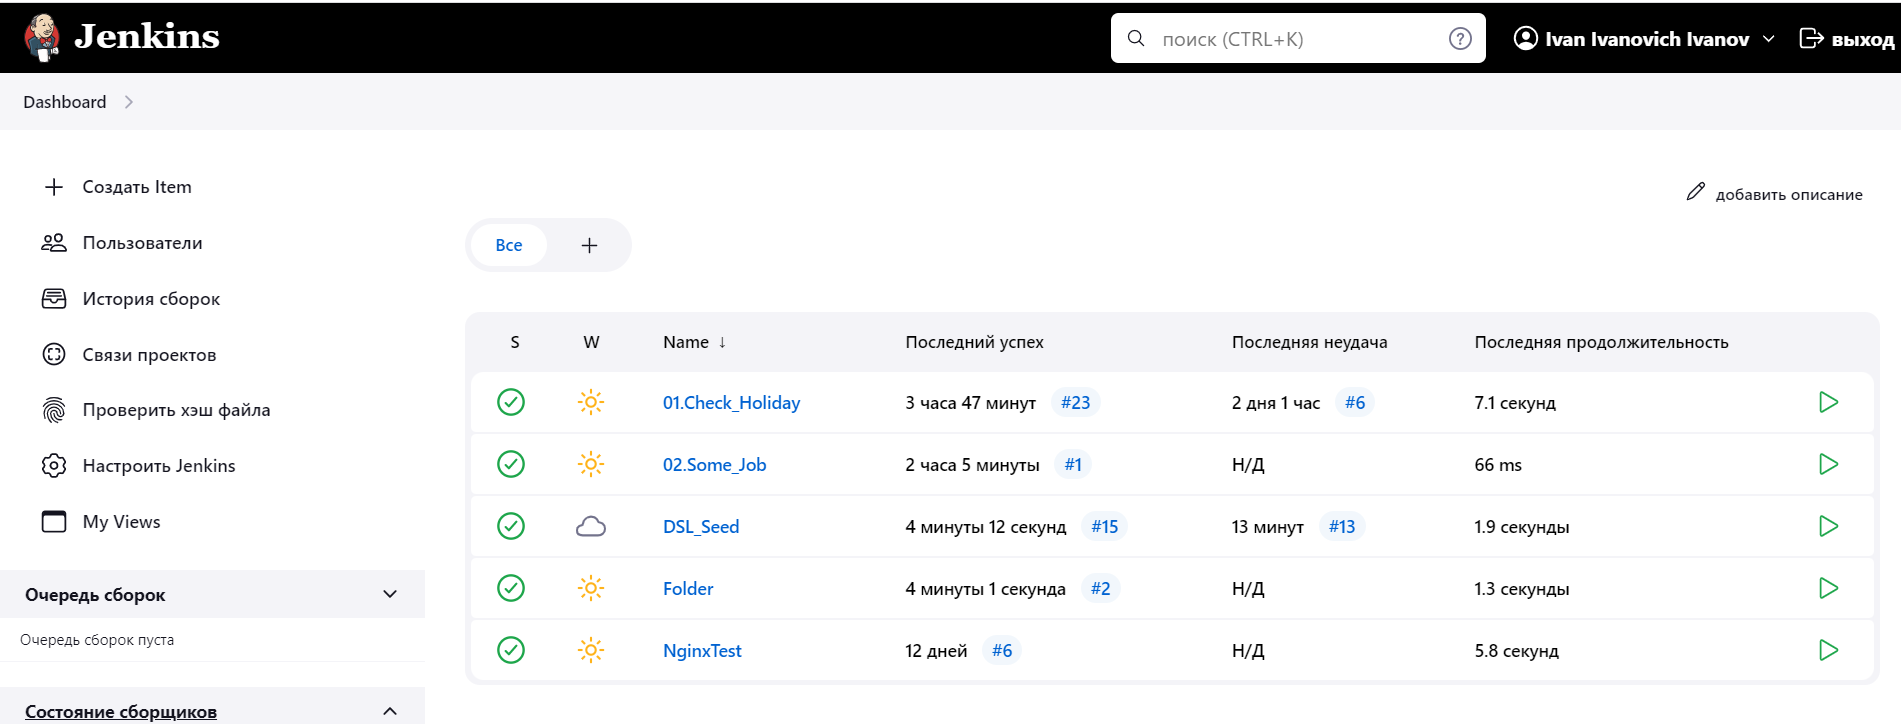 Jenkins
поиск (CTRL+K)
Ivan Ivanovich Ivanov
выход
Dashboard
Создать Item
Пользователи
История сборок
Связи проектов
Проверить хэш файла
Настроить Jenkins
My Views
Очередь сборок
Очередь сборок пуста
Состояние сборщиков
добавить описание
Все
S W Name ↓ Последний успех Последняя неудача Последняя продолжительность
01.Check_Holiday 3 часа 47 минут #23 2 дня 1 час #6 7.1 секунд
02.Some_Job 2 часа 5 минуты #1 Н/Д 66 ms
DSL_Seed 4 минуты 12 секунд #15 13 минут #13 1.9 секунды
Folder 4 минуты 1 секунда #2 Н/Д 1.3 секунды
NginxTest 12 дней #6 Н/Д 5.8 секунд